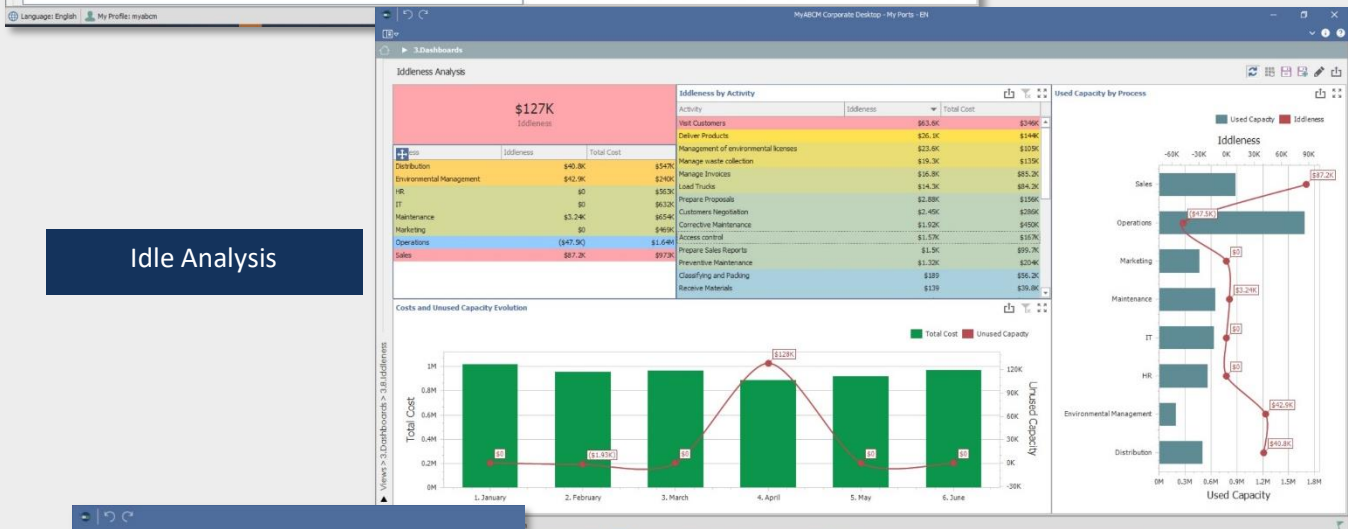 Language: English My Profile: myabcm
MyABCM Corporate Desktop - My Ports - EN
3.Dashboards
Iddleness Analysis
$127K
Iddleness
ess Iddleness Total Cost
Distribution $40.8K $547K
Environmental Management $42.9K $240K
HR $0 $563K
IT $0 $632K
Maintenance $3.24K $654K
Marketing $0 $469K
Operations ($47.5K) $1.64M
Sales $87.2K $973K
Iddleness by Activity
Activity Iddleness Total Cost
Visit Customers $63.6K $346K
Deliver Products $26.1K $144K
Management of environmental licenses $23.6K $105K
Manage waste collection $19.3K $135K
Manage Invoices $16.8K $85.2K
Load Trucks $14.3K $84.2K
Prepare Proposals $2.88K $156K
Customers Negotiation $2.45K $286K
Corrective Maintenance $1.92K $450K
Access control $1.57K $167K
Prepare Sales Reports $1.5K $99.7K
Preventive Maintenance $1.32K $204K
Classifying and Packing $189 $56.2K
Receive Materials $139 $39.8K
Used Capacity by Process
Used Capacity Iddleness
Iddleness
-60K -30K 0K 30K 60K 90K
Sales $87.2K
Operations ($47.5K)
Marketing $0
Maintenance $3.24K
IT $0
HR $0
Environmental Management $42.9K
Distribution $40.8K
0M 0.3M 0.6M 0.9M 1.2M 1.5M 1.8M
Used Capacity
Idle Analysis
Costs and Unused Capacity Evolution
Total Cost Unused Capacity
Total Cost
1M
0.8M
0.6M
0.4M
0.2M
0M
$0 ($1.93K) $0 $128K $0 $0
120K
90K
60K
30K
0K
-30K
Unused Capacity
1. January 2. February 3. March 4. April 5. May 6. June
Views > 3.Dashboards > 3.8.Iddleness